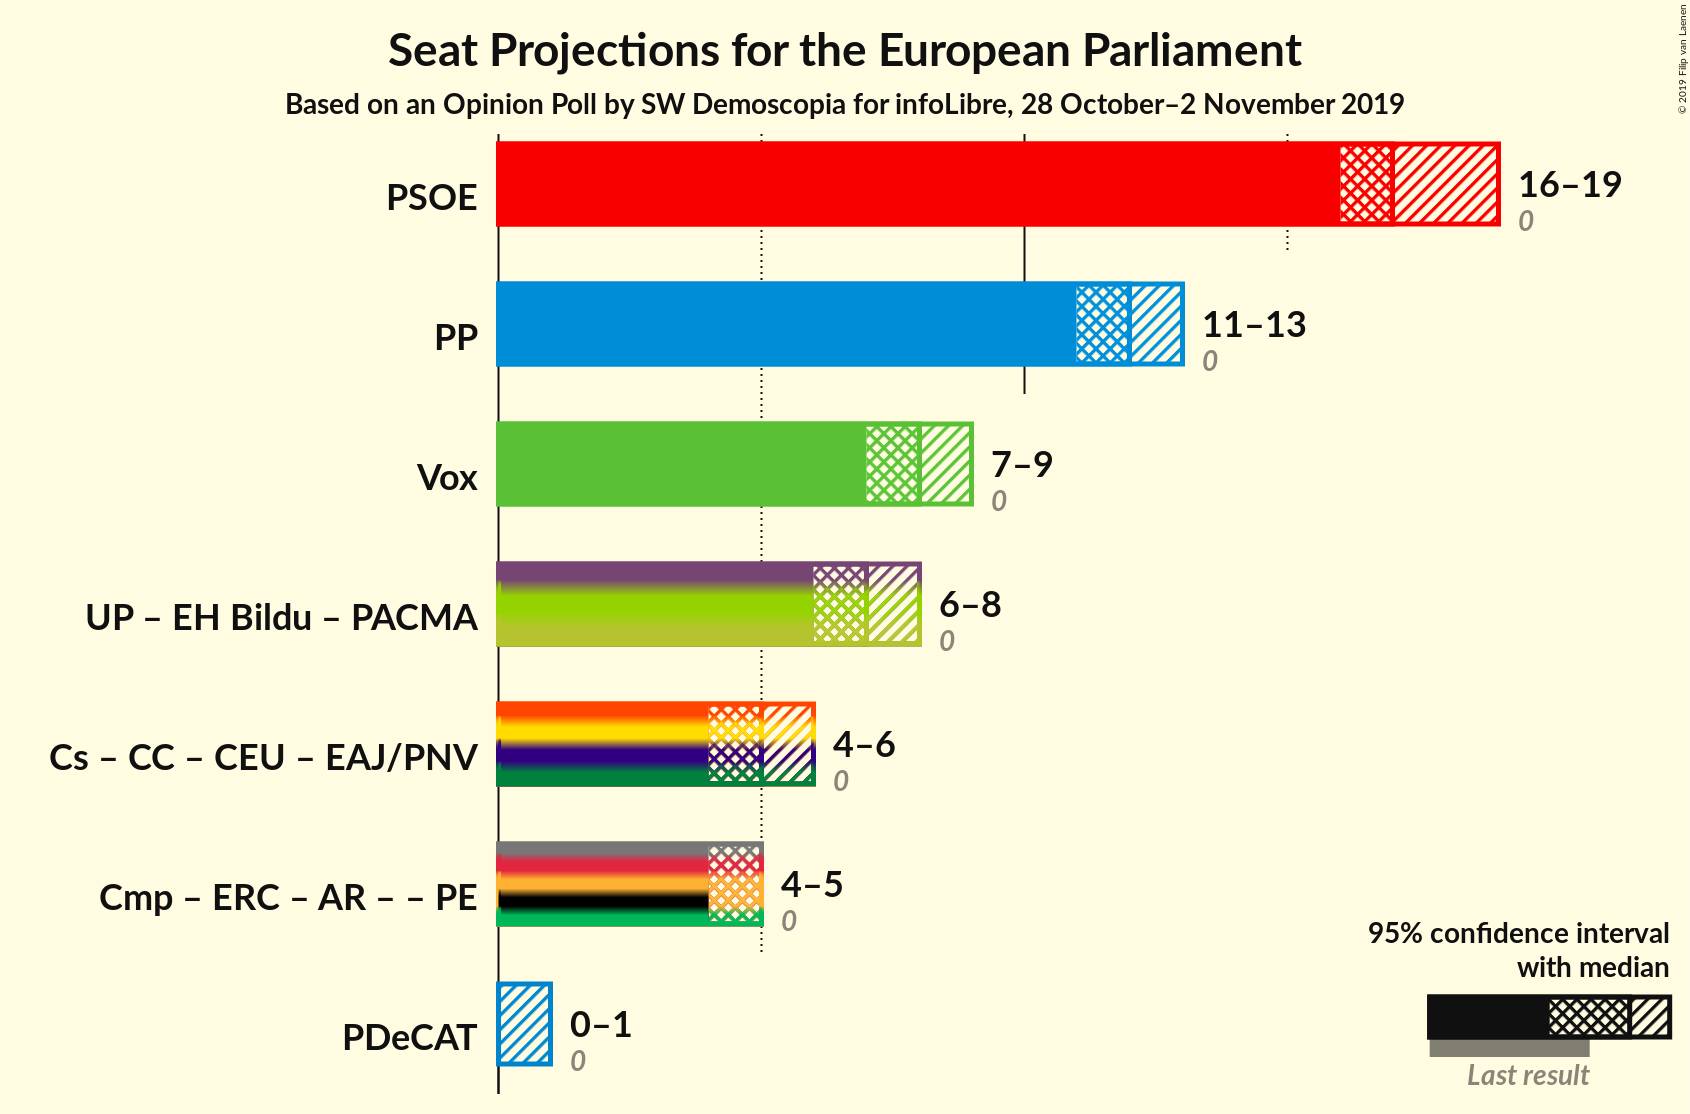 Seat Projections for the European Parliament
Based on an Opinion Poll by SW Demoscopia for infoLibre, 28 October–2 November 2019
© 2019 Filip van Laenen
PSOE
16–19
0
PP
11–13
0
Vox
7–9
0
UP – EH Bildu – PACMA
6–8
0
Cs – CC – CEU – EAJ/PNV
4–6
0
Cmp – ERC – AR – – PE
4–5
0
PDeCAT
0–1
0
95% confidence interval
with median
Last result